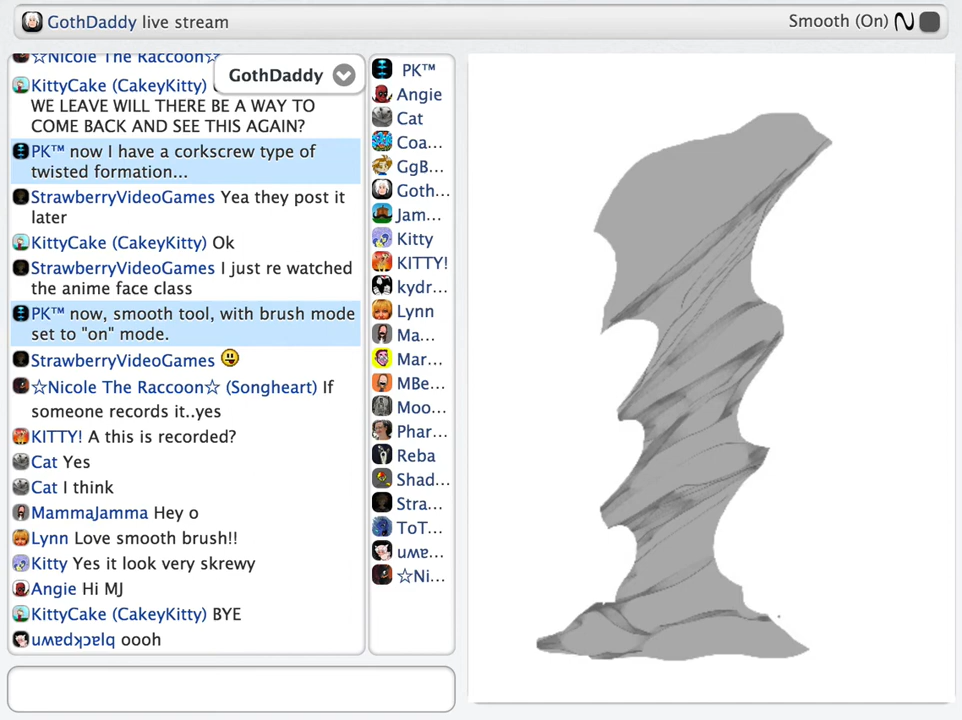 GothDaddy live stream
Smooth (On)
☆Nicole The Raccoon☆
GothDaddy
KittyCake (CakeyKitty)
WE LEAVE WILL THERE BE A WAY TO
COME BACK AND SEE THIS AGAIN?
PK™ now I have a corkscrew type of
twisted formation...
StrawberryVideoGames Yea they post it
later
KittyCake (CakeyKitty) Ok
StrawberryVideoGames I just re watched
the anime face class
PK™ now, smooth tool, with brush mode
set to "on" mode.
StrawberryVideoGames
☆Nicole The Raccoon☆ (Songheart) If
someone records it..yes
KITTY! A this is recorded?
Cat Yes
Cat I think
MammaJamma Hey o
Lynn Love smooth brush!!
Kitty Yes it look very skrewy
Angie Hi MJ
KittyCake (CakeyKitty) BYE
uwɐdʞɔɐlq oooh
PK™
Angie
Cat
Coa...
GgB...
Goth...
Jam...
Kitty
KITTY!
kydr...
Lynn
Ma...
Mar...
MBe...
Moo...
Phar...
Reba
Shad...
Stra...
ToT...
uwɐ...
☆Ni...